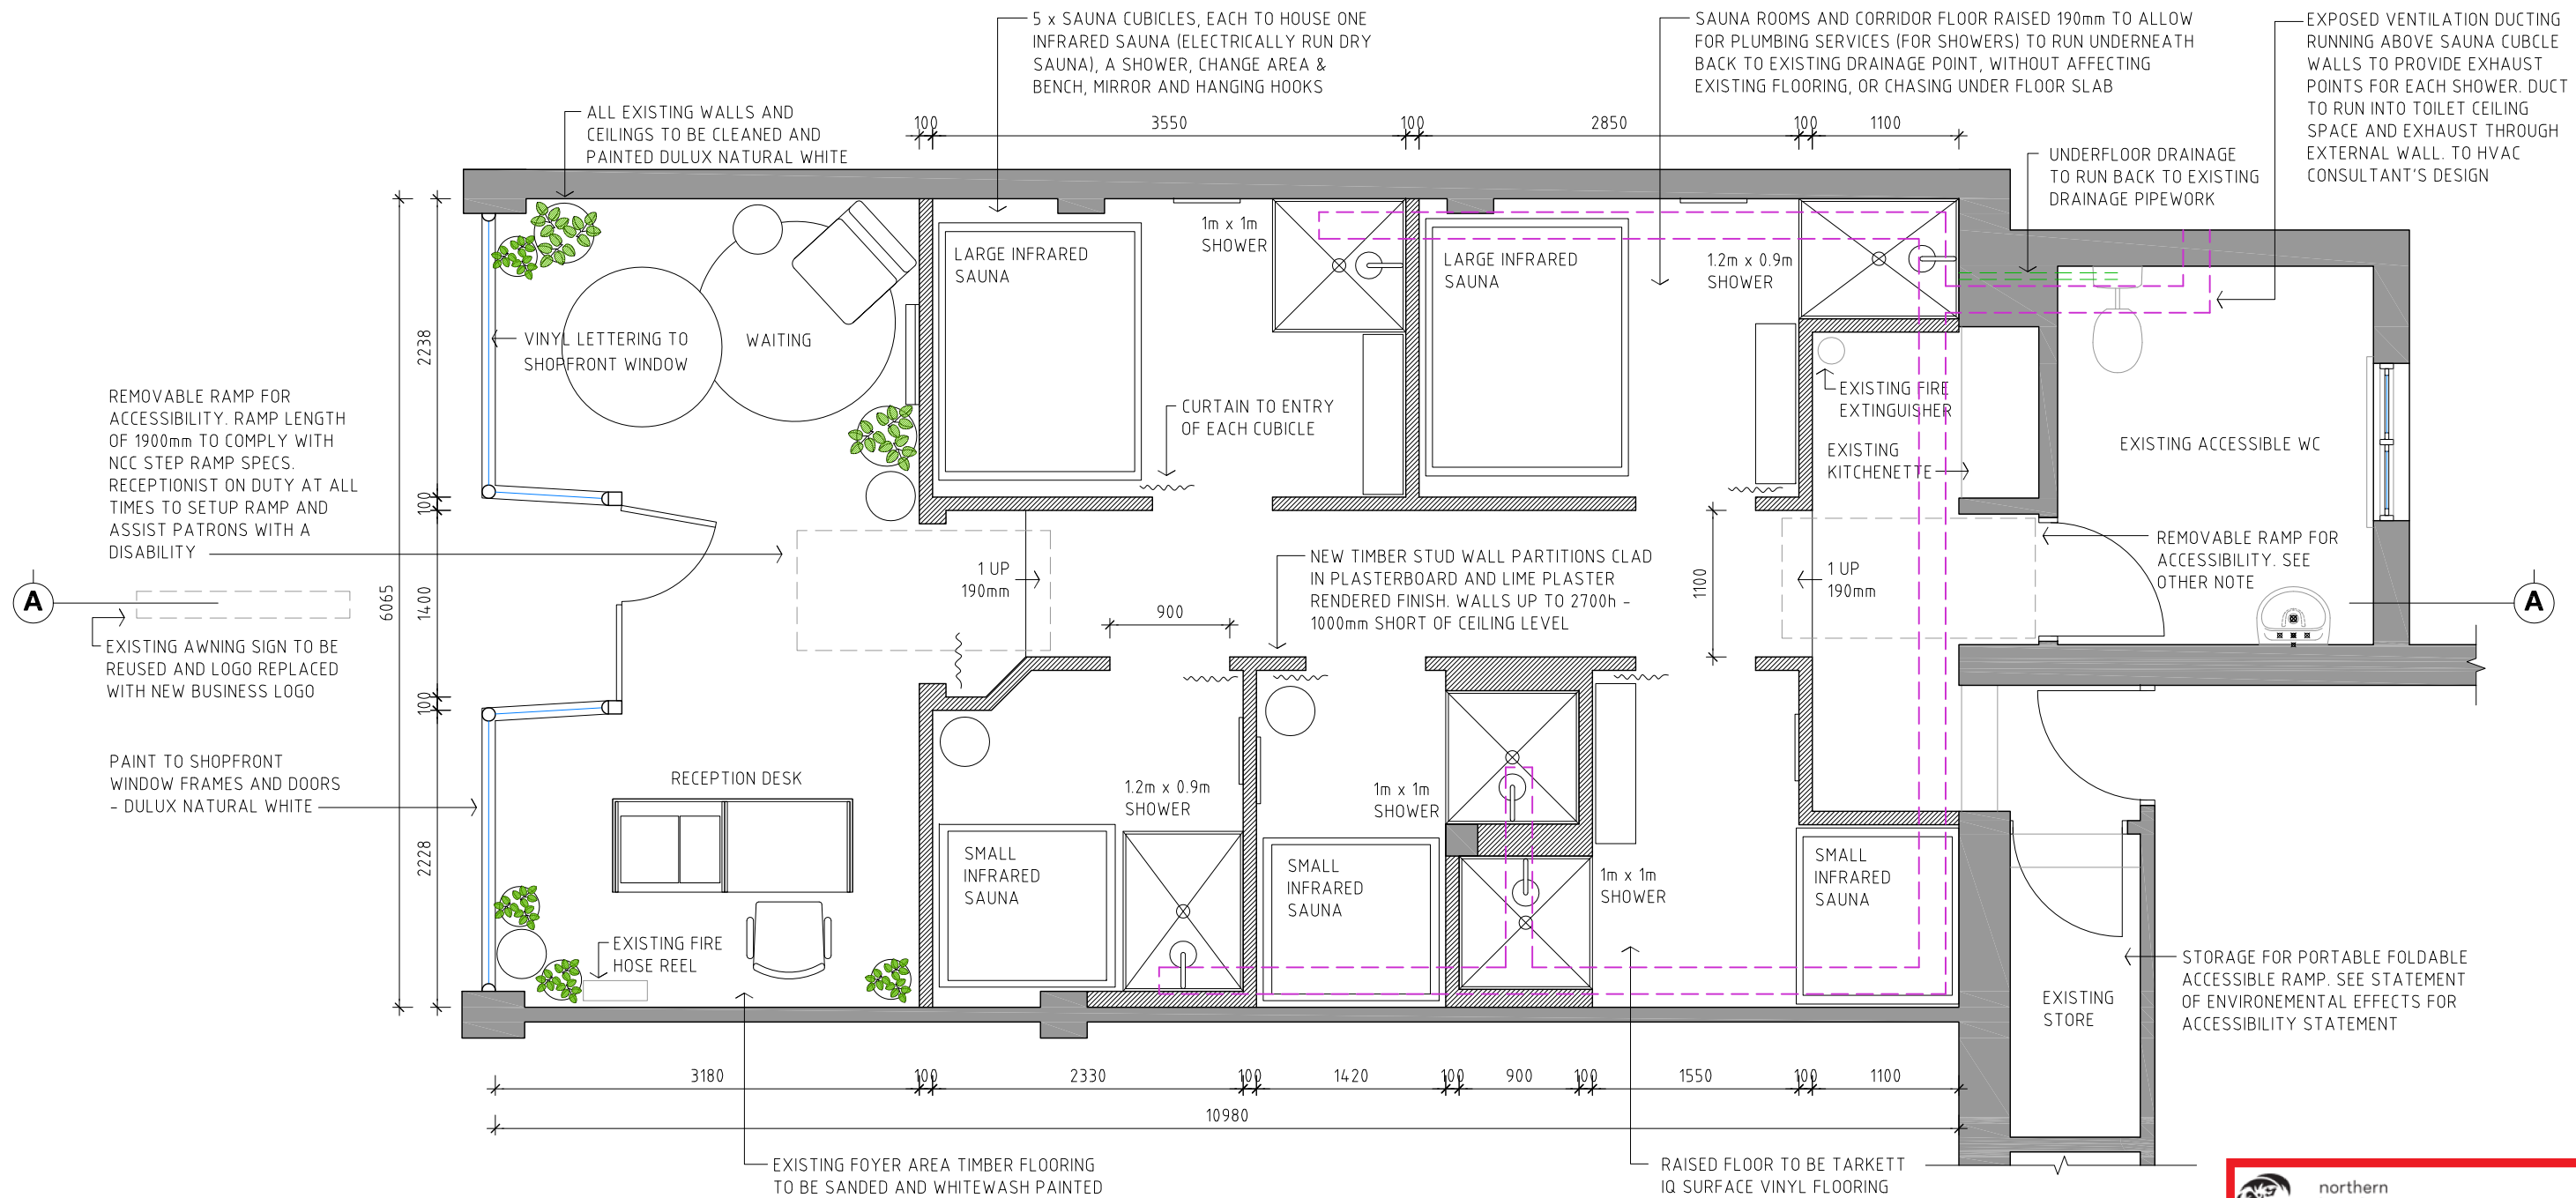 5 x SAUNA CUBICLES, EACH TO HOUSE ONE
INFRARED SAUNA (ELECTRICALLY RUN DRY
SAUNA), A SHOWER, CHANGE AREA &
BENCH, MIRROR AND HANGING HOOKS
SAUNA ROOMS AND CORRIDOR FLOOR RAISED 190mm TO ALLOW
FOR PLUMBING SERVICES (FOR SHOWERS) TO RUN UNDERNEATH
BACK TO EXISTING DRAINAGE POINT, WITHOUT AFFECTING
EXISTING FLOORING, OR CHASING UNDER FLOOR SLAB
EXPOSED VENTILATION DUCTING
RUNNING ABOVE SAUNA CUBCLE
WALLS TO PROVIDE EXHAUST
POINTS FOR EACH SHOWER. DUCT
TO RUN INTO TOILET CEILING
SPACE AND EXHAUST THROUGH
EXTERNAL WALL. TO HVAC
CONSULTANT'S DESIGN
ALL EXISTING WALLS AND
CEILINGS TO BE CLEANED AND
PAINTED DULUX NATURAL WHITE
100
3550
100
2850
100
1100
UNDERFLOOR DRAINAGE
TO RUN BACK TO EXISTING
DRAINAGE PIPEWORK
LARGE INFRARED
SAUNA
1m x 1m
SHOWER
LARGE INFRARED
SAUNA
1.2m x 0.9m
SHOWER
VINYL LETTERING TO
SHOPFRONT WINDOW
WAITING
2238
REMOVABLE RAMP FOR
ACCESSIBILITY. RAMP LENGTH
OF 1900mm TO COMPLY WITH
NCC STEP RAMP SPECS.
RECEPTIONIST ON DUTY AT ALL
TIMES TO SETUP RAMP AND
ASSIST PATRONS WITH A
DISABILITY
CURTAIN TO ENTRY
OF EACH CUBICLE
EXISTING FIRE
EXTINGUISHER
EXISTING
KITCHENETTE
EXISTING ACCESSIBLE WC
100
6065
1400
1 UP
190mm
NEW TIMBER STUD WALL PARTITIONS CLAD
IN PLASTERBOARD AND LIME PLASTER
RENDERED FINISH. WALLS UP TO 2700h -
1000mm SHORT OF CEILING LEVEL
1100
1 UP
190mm
REMOVABLE RAMP FOR
ACCESSIBILITY. SEE
OTHER NOTE
A
A
900
EXISTING AWNING SIGN TO BE
REUSED AND LOGO REPLACED
WITH NEW BUSINESS LOGO
100
PAINT TO SHOPFRONT
WINDOW FRAMES AND DOORS
- DULUX NATURAL WHITE
RECEPTION DESK
1.2m x 0.9m
SHOWER
1m x 1m
SHOWER
2228
SMALL
INFRARED
SAUNA
SMALL
INFRARED
SAUNA
1m x 1m
SHOWER
SMALL
INFRARED
SAUNA
EXISTING FIRE
HOSE REEL
EXISTING
STORE
STORAGE FOR PORTABLE FOLDABLE
ACCESSIBLE RAMP. SEE STATEMENT
OF ENVIRONEMENTAL EFFECTS FOR
ACCESSIBILITY STATEMENT
3180
100
2330
100
1420
100
900
100
1550
100
1100
10980
EXISTING FOYER AREA TIMBER FLOORING
TO BE SANDED AND WHITEWASH PAINTED
RAISED FLOOR TO BE TARKETT
IQ SURFACE VINYL FLOORING
northern